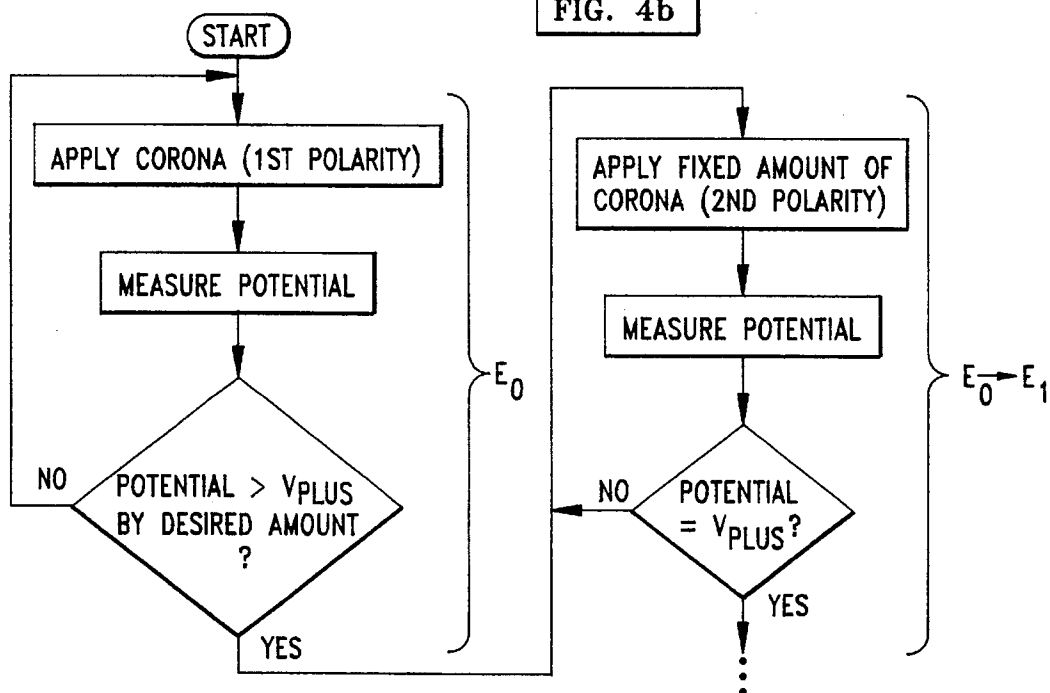 FIG. 4b
START
APPLY CORONA (1ST POLARITY)
MEASURE POTENTIAL
POTENTIAL > VPLUS
BY DESIRED AMOUNT
?
NO
YES
E0
APPLY FIXED AMOUNT OF
CORONA (2ND POLARITY)
MEASURE POTENTIAL
POTENTIAL
= VPLUS?
NO
YES
E0→E1